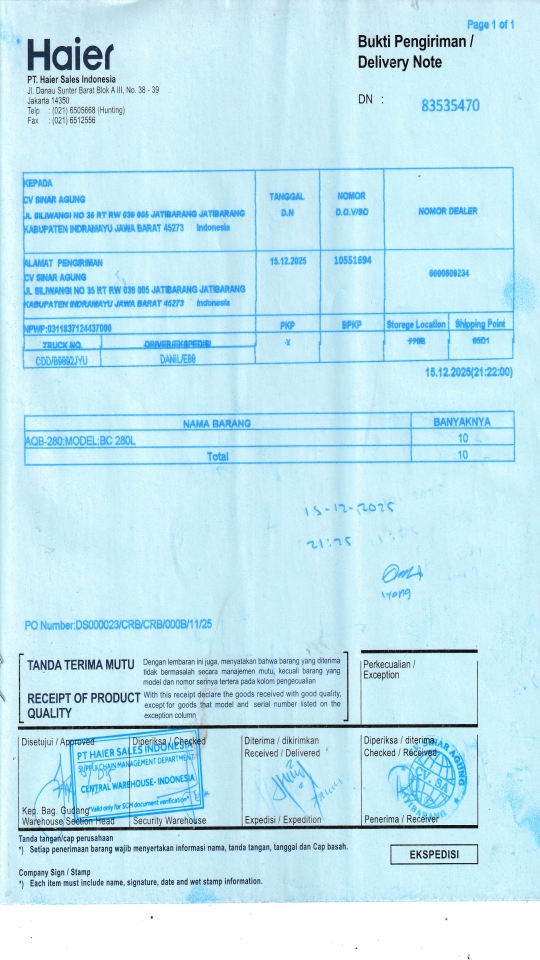 Page 1 of 1
Haier
Bukti Pengiriman /
Delivery Note
PT. Haier Sales Indonesia
Jl. Danau Sunter Barat Blok A III, No. 38 - 39
Jakarta 14350
Telp : (021) 6505668 (Hunting)
Fax : (021) 6512556
DN : 83535470
KEPADA
CV SINAR AGUNG
JL SILIWANGI NO 35 RT RW 039 005 JATIBARANG JATIBARANG
KABUPATEN INDRAMAYU JAWA BARAT 45273 Indonesia
TANGGAL
D.N
NOMOR
D.O.V/SO
NOMOR DEALER
ALAMAT PENGIRIMAN
CV SINAR AGUNG
JL SILIWANGI NO 35 RT RW 039 005 JATIBARANG JATIBARANG
KABUPATEN INDRAMAYU JAWA BARAT 45273 Indonesia
15.12.2025
10551694
NPWP:0311837124437000
PKP
BPKP
Storege Location
Shipping Point
TRUCK NO.
DRIVER/EKSPEDISI
15.12.2025(21:22:00)
NAMA BARANG BANYAKNYA
AQB-280:MODEL:BC 280L 10
Total 10
15-12-2025
21:25
Iyong
PO Number:DS000023/CRB/CRB/000B/11/25
TANDA TERIMA MUTU
Dengan lembaran ini juga, menyatakan bahwa barang yang diterima
tidak bermasalah secara manajemen mutu, kecuali barang yang
model dan nomor serinya tertera pada kolom pengecualian
RECEIPT OF PRODUCT
QUALITY
With this receipt declare the goods received with good quality,
except for goods that model and serial number listed on the
exception column
Perkecualian /
Exception
Disetujui / Approved
Diperiksa / Checked
Diterima / dikirimkan
Received / Delivered
Diperiksa / diterima
Checked / Received
PT HAIER SALES INDONESIA
SUPPLY CHAIN MANAGEMENT DEPARTMENT
CENTRAL WAREHOUSE- INDONESIA
*Valid only for SCM document verification*
SINAR AGUNG
CV. SA
JATIBARANG
Kep. Bag. Gudang
Warehouse Section Head
Security Warehouse
Expedisi / Expedition
Penerima / Receiver
Tanda tangan/cap perusahaan
*) Setiap penerimaan barang wajib menyertakan informasi nama, tanda tangan, tanggal dan Cap basah.
EKSPEDISI
Company Sign / Stamp
*) Each item must include name, signature, date and wet stamp information.